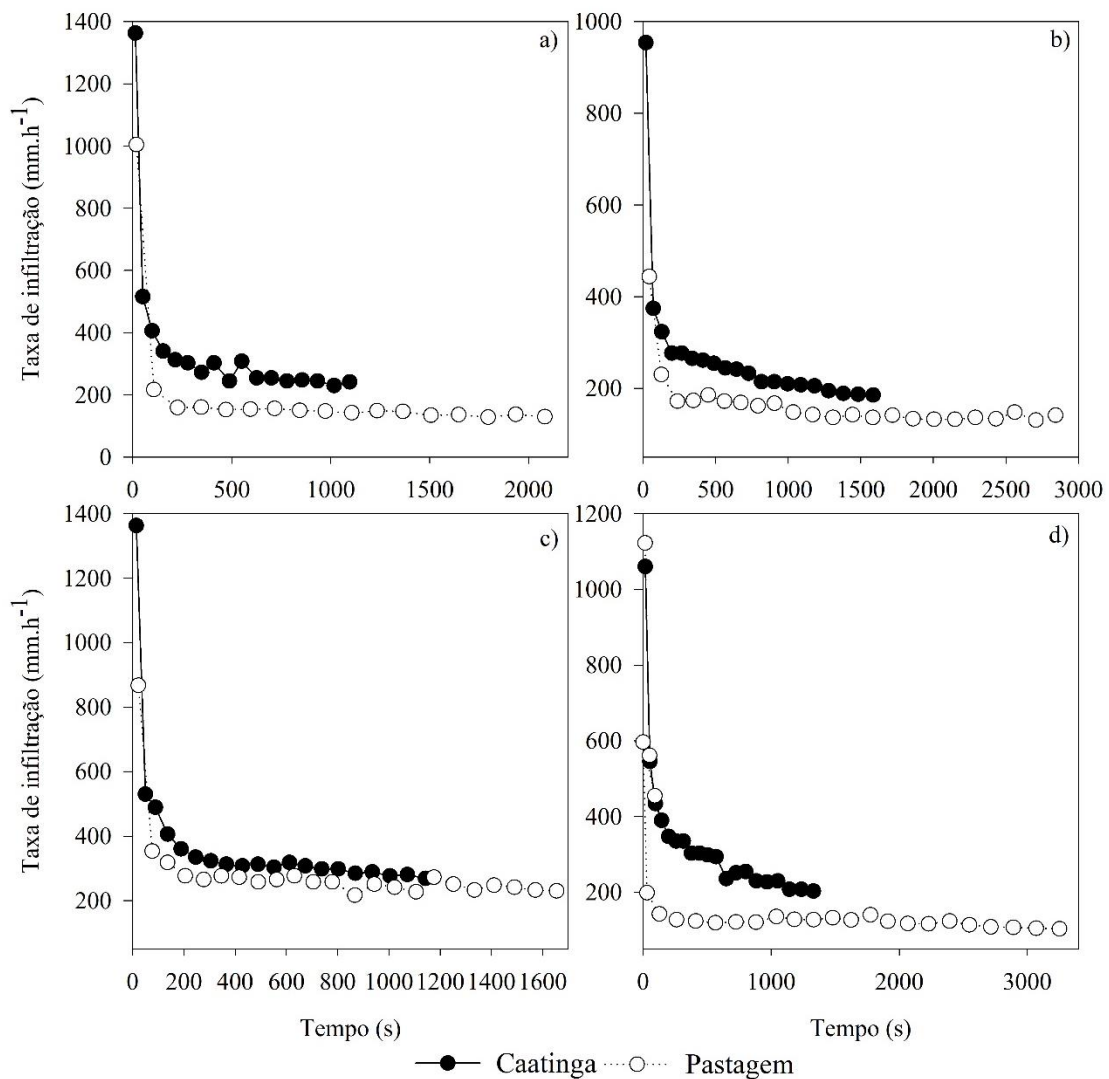 1400
1200
1000
800
600
400
200
0
Taxa de infiltração (mm.h-1)
a)
0 500 1000 1500 2000
1000
800
600
400
200
b)
0 500 1000 1500 2000 2500 3000
1400
1200
1000
800
600
400
200
Taxa de infiltração (mm.h-1)
c)
0 200 400 600 800 1000 1200 1400 1600
Tempo (s)
1200
1000
800
600
400
200
d)
0 1000 2000 3000
Tempo (s)
Caatinga Pastagem